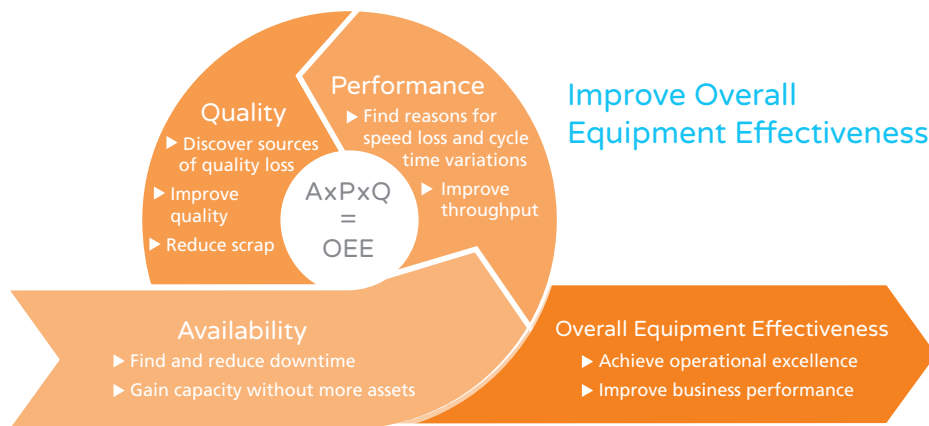 Improve Overall
Equipment Effectiveness
Performance
▶ Find reasons for
speed loss and cycle
time variations
▶ Improve
throughput
Quality
▶ Discover sources
of quality loss
▶ Improve
quality
▶ Reduce scrap
AxPxQ
=
OEE
Availability
▶ Find and reduce downtime
▶ Gain capacity without more assets
Overall Equipment Effectiveness
▶ Achieve operational excellence
▶ Improve business performance